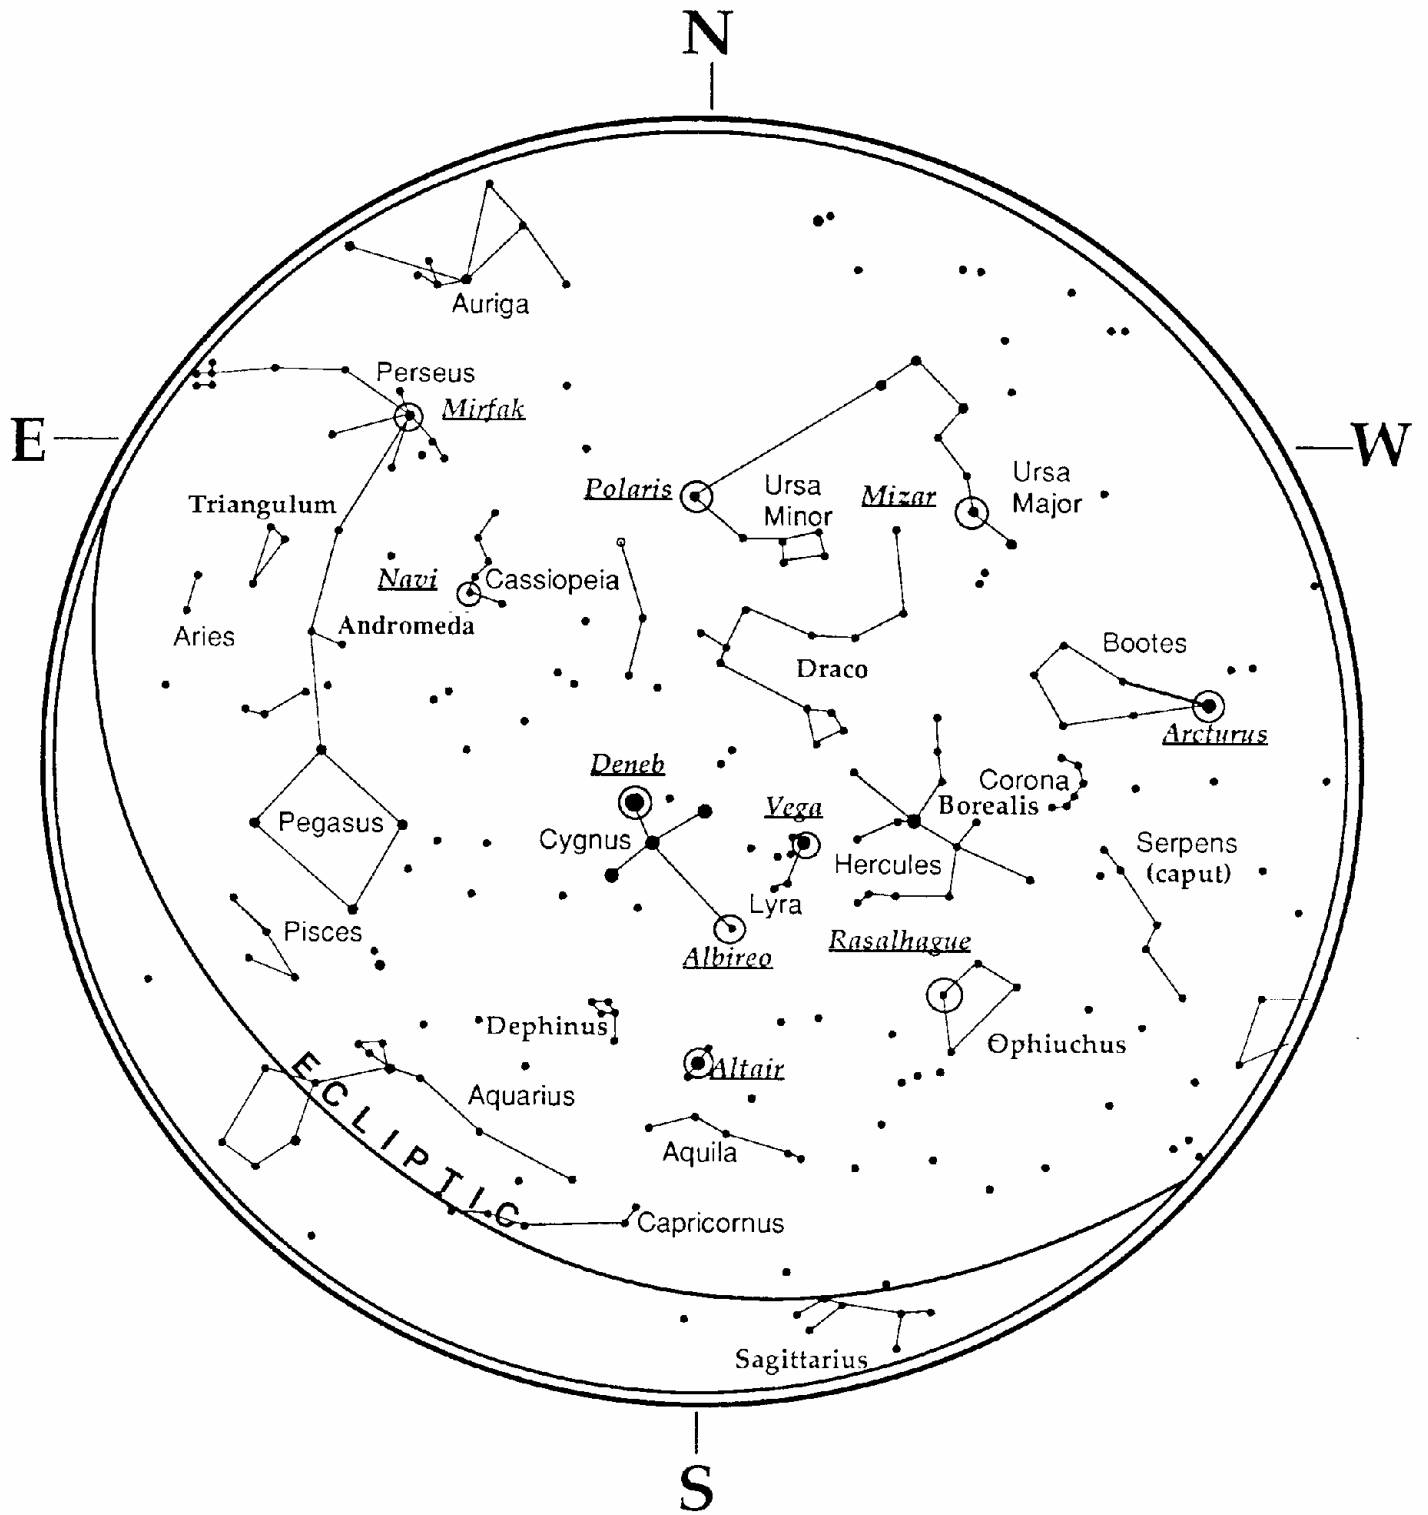 N
Auriga
Perseus
Mirfak
E
W
Polaris
Ursa
Minor
Mizar
Ursa
Major
Triangulum
Navi
Cassiopeia
Aries
Andromeda
Draco
Bootes
Arcturus
Deneb
Vega
Corona
Borealis
Pegasus
Cygnus
Hercules
Serpens
(caput)
Lyra
Pisces
Albireo
Rasalhague
Dephinus
Ophiuchus
Altair
Aquarius
ECLIPTIC
Aquila
Capricornus
Sagittarius
S